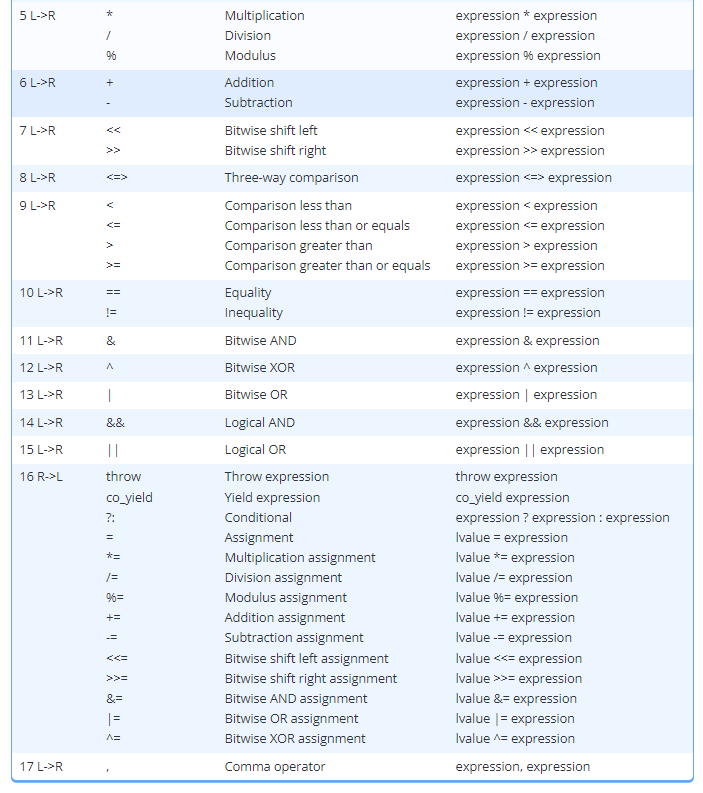 5 L->R * Multiplication expression * expression
/ Division expression / expression
% Modulus expression % expression
6 L->R + Addition expression + expression
- Subtraction expression - expression
7 L->R << Bitwise shift left expression << expression
>> Bitwise shift right expression >> expression
8 L->R <=> Three-way comparison expression <=> expression
9 L->R < Comparison less than expression < expression
<= Comparison less than or equals expression <= expression
> Comparison greater than expression > expression
>= Comparison greater than or equals expression >= expression
10 L->R == Equality expression == expression
!= Inequality expression != expression
11 L->R & Bitwise AND expression & expression
12 L->R ^ Bitwise XOR expression ^ expression
13 L->R | Bitwise OR expression | expression
14 L->R && Logical AND expression && expression
15 L->R || Logical OR expression || expression
16 R->L throw Throw expression throw expression
co_yield Yield expression co_yield expression
?: Conditional expression ? expression : expression
= Assignment lvalue = expression
*= Multiplication assignment lvalue *= expression
/= Division assignment lvalue /= expression
%= Modulus assignment lvalue %= expression
+= Addition assignment lvalue += expression
-= Subtraction assignment lvalue -= expression
<<= Bitwise shift left assignment lvalue <<= expression
>>= Bitwise shift right assignment lvalue >>= expression
&= Bitwise AND assignment lvalue &= expression
|= Bitwise OR assignment lvalue |= expression
^= Bitwise XOR assignment lvalue ^= expression
17 L->R , Comma operator expression, expression